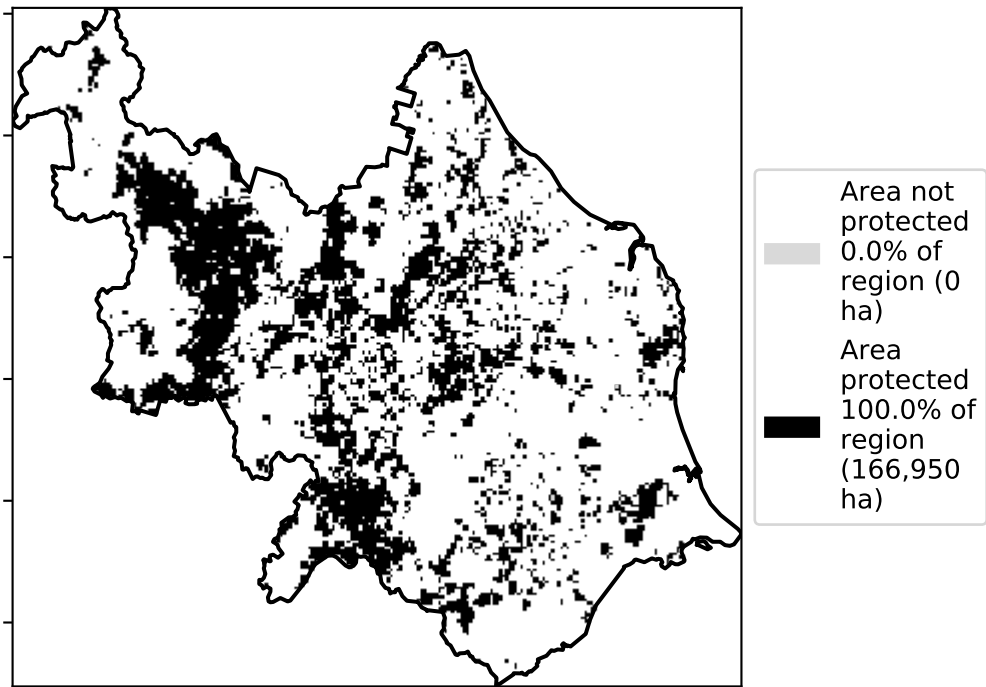 Area not
protected
0.0% of
region (0
ha)
Area
protected
100.0% of
region
(166,950
ha)